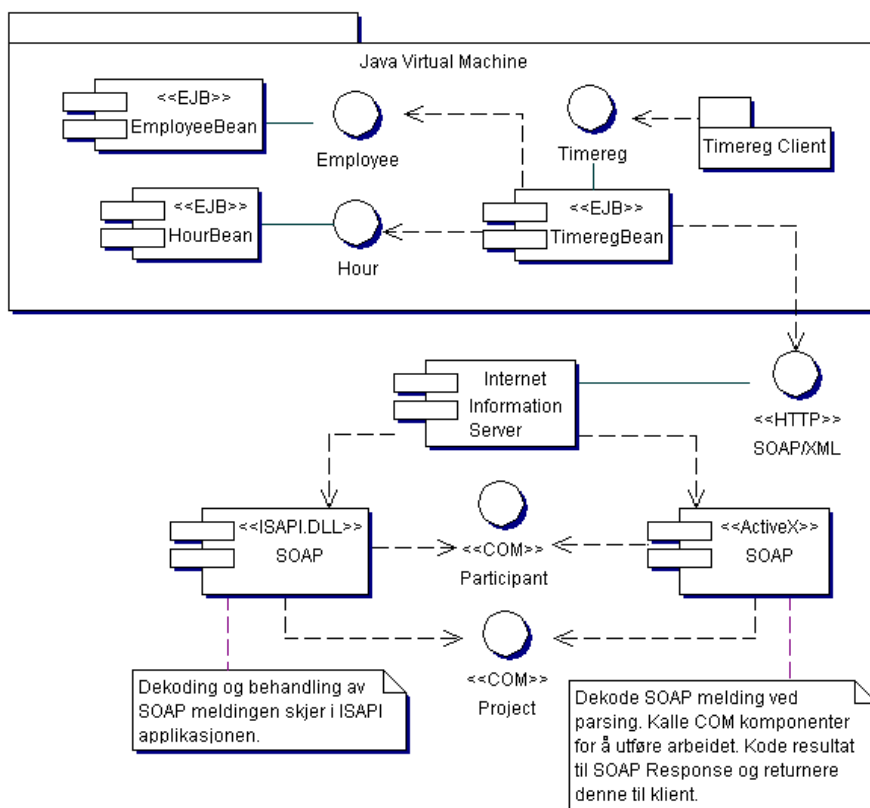 Java Virtual Machine
<<EJB>>
EmployeeBean
Employee
Timereg
Timereg Client
<<EJB>>
HourBean
Hour
<<EJB>>
TimeregBean
Internet
Information
Server
<<HTTP>>
SOAP/XML
<<ISAPI.DLL>>
SOAP
<<COM>>
Participant
<<ActiveX>>
SOAP
<<COM>>
Project
Dekoding og behandling av
SOAP meldingen skjer i ISAPI
applikasjonen.
Dekode SOAP melding ved
parsing. Kalle COM komponenter
for å utføre arbeidet. Kode resultat
til SOAP Response og returnere
denne til klient.